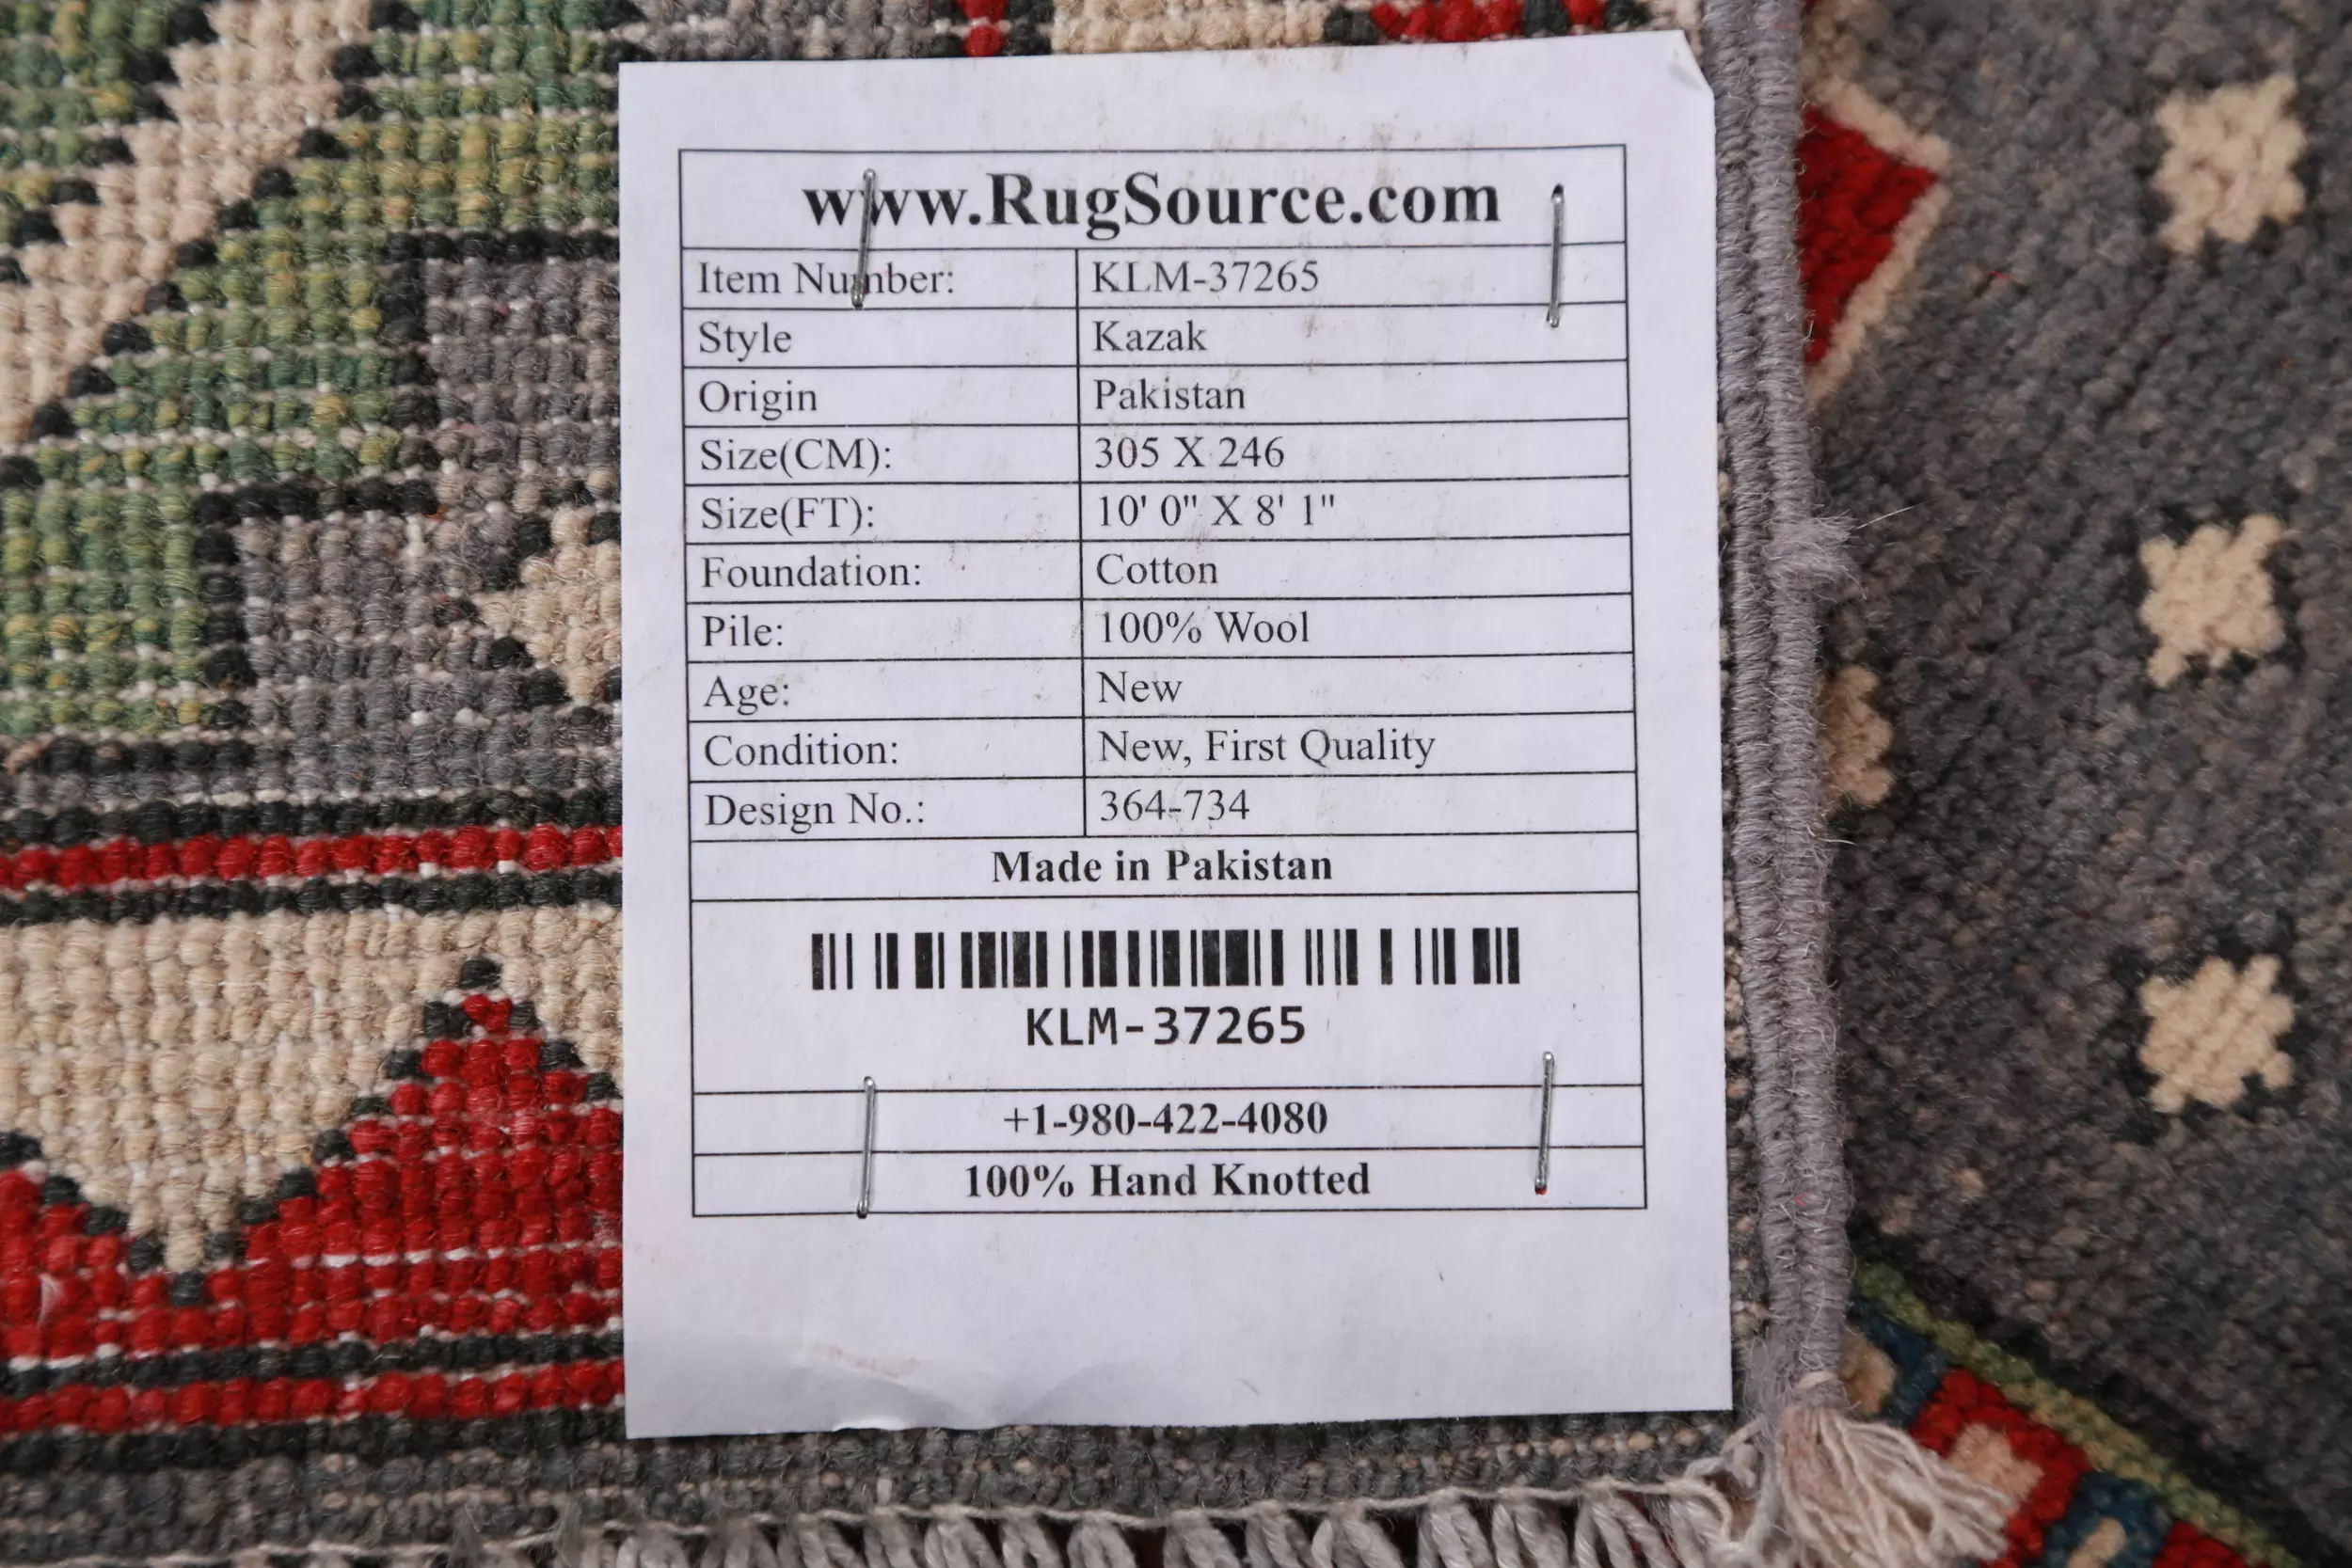 www.RugSource.com
Item Number: KLM-37265
Style Kazak
Origin Pakistan
Size(CM): 305 X 246
Size(FT): 10' 0" X 8' 1"
Foundation: Cotton
Pile: 100% Wool
Age: New
Condition: New, First Quality
Design No.: 364-734
Made in Pakistan
KLM-37265
+1-980-422-4080
100% Hand Knotted